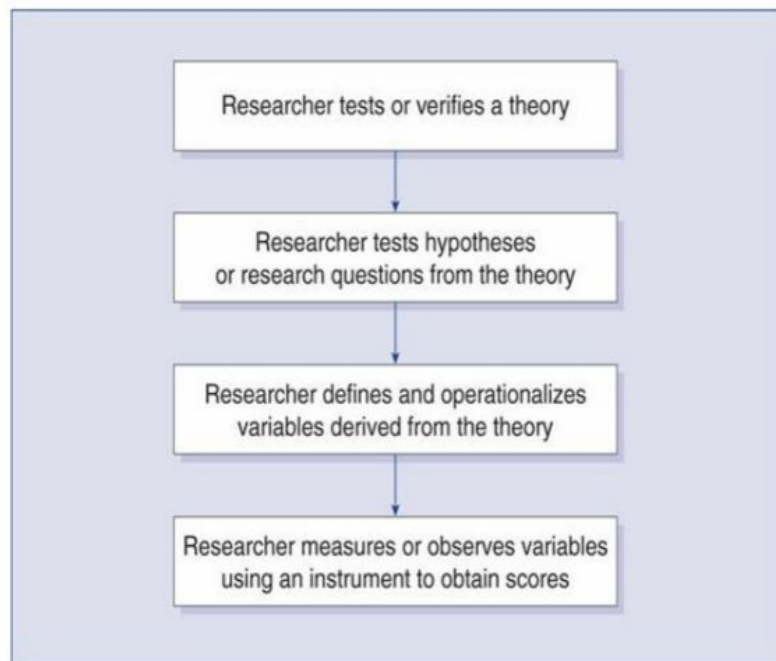 Researcher tests or verifies a theory
Researcher tests hypotheses
or research questions from the theory
Researcher defines and operationalizes
variables derived from the theory
Researcher measures or observes variables
using an instrument to obtain scores